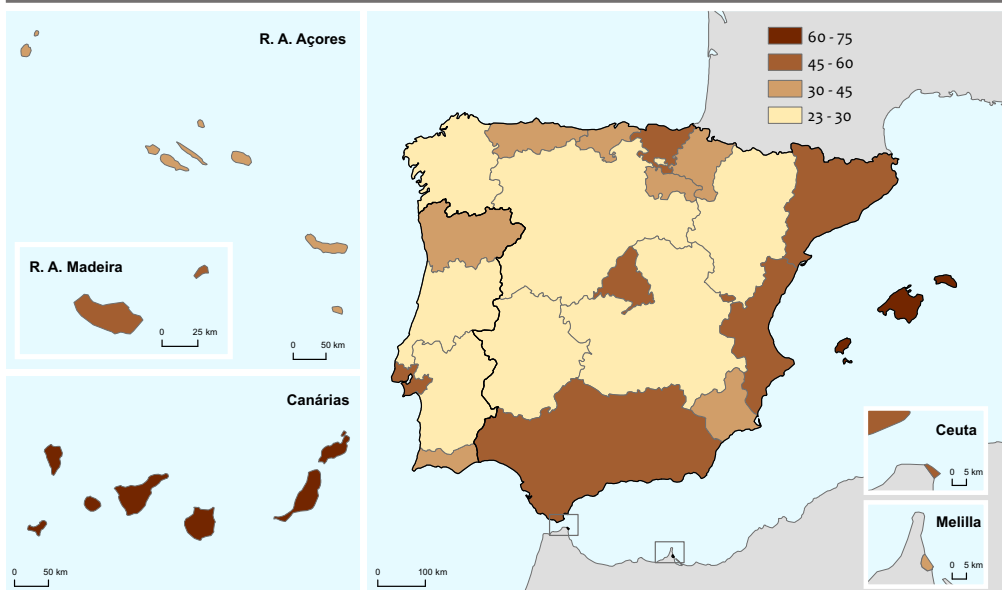 R. A. Açores
R. A. Madeira
0 25 km
0 50 km
Canárias
0 50 km
60 - 75
45 - 60
30 - 45
23 - 30
0 100 km
Ceuta
0 5 km
Melilla
0 5 km